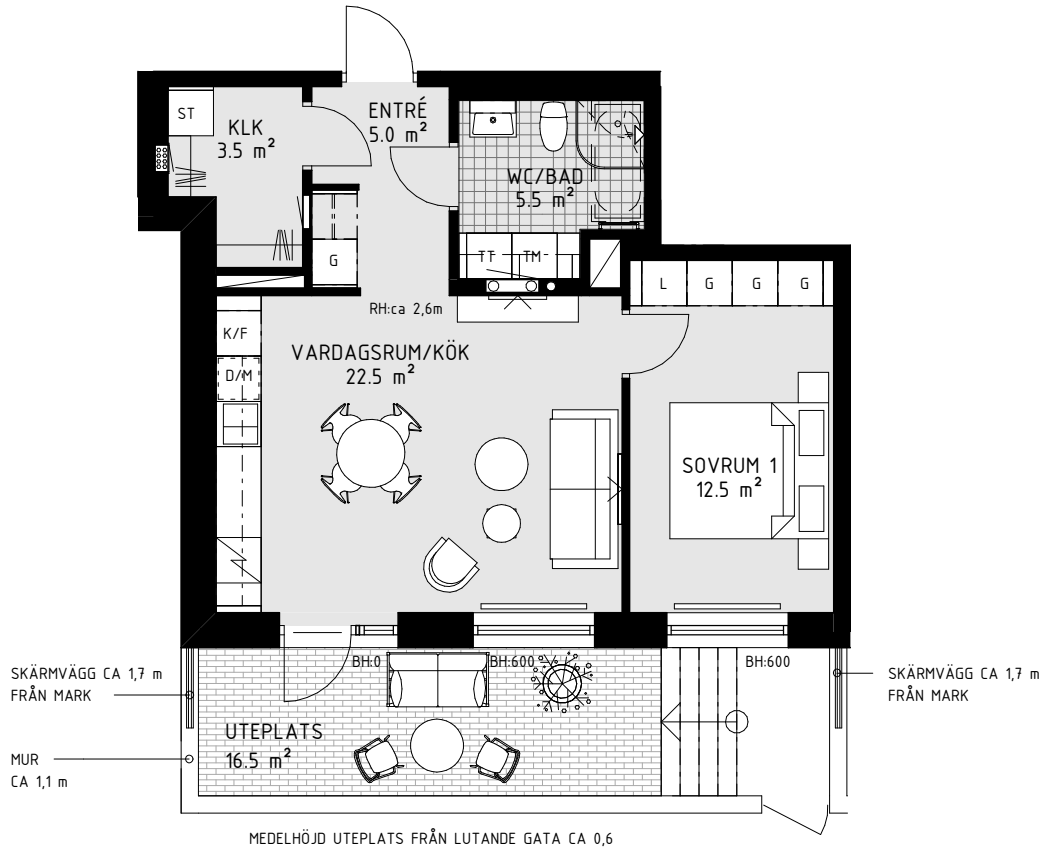 ST
KLK
3.5 m²
ENTRÉ
5.0 m²
WC/BAD
5.5 m²
G
TT
TM
L
G
G
G
RH:ca 2,6m
K/F
D/M
VARDAGSRUM/KÖK
22.5 m²
SOVRUM 1
12.5 m²
BH:0
BH:600
BH:600
SKÄRMVÄGG CA 1,7 m
FRÅN MARK
SKÄRMVÄGG CA 1,7 m
FRÅN MARK
UTEPLATS
16.5 m²
MUR
CA 1,1 m
MEDELHÖJD UTEPLATS FRÅN LUTANDE GATA CA 0,6